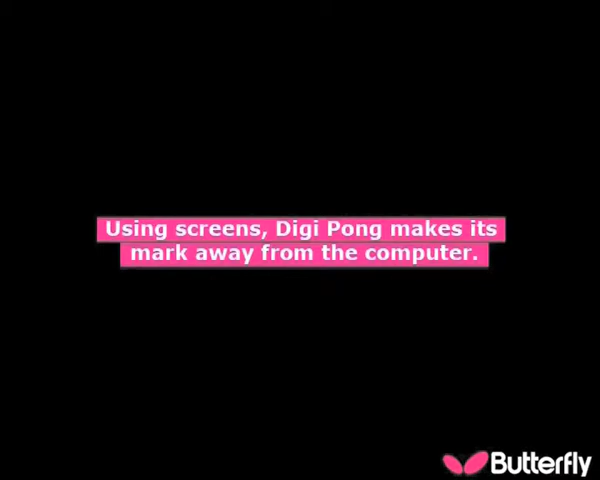 Using screens, Digi Pong makes its
mark away from the computer.
Butterfly